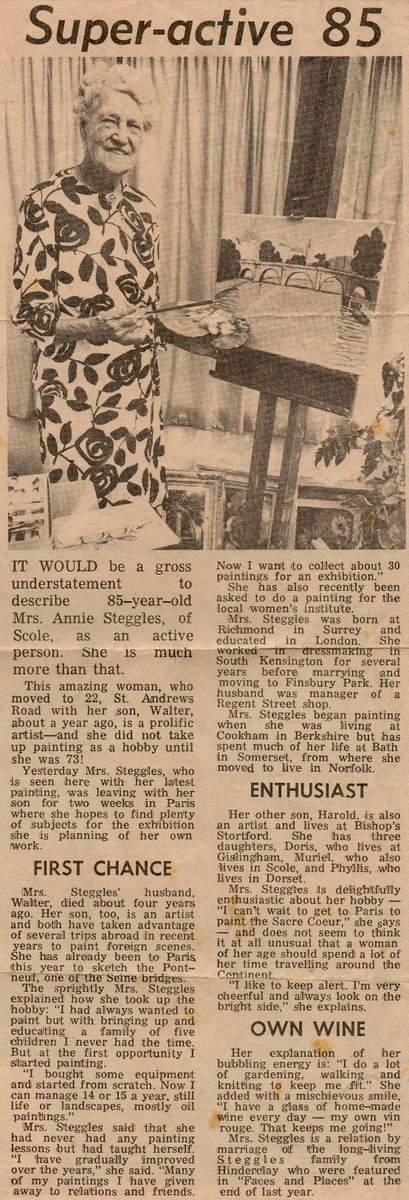 Super-active 85
IT WOULD be a gross
understatement to
describe 85-year-old
Mrs. Annie Steggles, of
Scole, as an active
person. She is much
more than that.
This amazing woman, who
moved to 22, St. Andrews
Road with her son, Walter,
about a year ago, is a prolific
artist—and she did not take
up painting as a hobby until
she was 73!
Yesterday Mrs. Steggles, who
is seen here with her latest
painting, was leaving with her
son for two weeks in Paris
where she hopes to find plenty
of subjects for the exhibition
she is planning of her own
work.
FIRST CHANCE
Mrs. Steggles' husband,
Walter, died about four years
ago. Her son, too, is an artist
and both have taken advantage
of several trips abroad in recent
years to paint foreign scenes.
She has already been to Paris
this year to sketch the Pont-
neuf, one of the Seine bridges.
The sprightly Mrs. Steggles
explained how she took up the
hobby: "I had always wanted to
paint but with bringing up and
educating a family of five
children I never had the time.
But at the first opportunity I
started painting.
"I bought some equipment
and started from scratch. Now I
can manage 14 or 15 a year, still
life or landscapes, mostly oil
paintings."
Mrs. Steggles said that she
had never had any painting
lessons but had taught herself.
"I have gradually improved
over the years," she said. "Many
of my paintings I have given
away to relations and friends.
Now I want to collect about 30
paintings for an exhibition."
She has also recently been
asked to do a painting for the
local women's institute.
Mrs. Steggles was born at
Richmond in Surrey and
educated in London. She
worked in dressmaking in
South Kensington for several
years before marrying and
moving to Finsbury Park. Her
husband was manager of a
Regent Street shop.
Mrs. Steggles began painting
when she was living at
Cookham in Berkshire but has
spent much of her life at Bath
in Somerset, from where she
moved to live in Norfolk.
ENTHUSIAST
Her other son, Harold, is also
an artist and lives at Bishop's
Stortford. She has three
daughters, Doris, who lives at
Gislingham, Muriel, who also
lives in Scole, and Phyllis, who
lives in Dorset.
Mrs. Steggles is delightfully
enthusiastic about her hobby —
"I can't wait to get to Paris to
paint the Sacre Coeur," she says
— and does not seem to think
it at all unusual that a woman
of her age should spend a lot of
her time travelling around the
Continent.
"I like to keep alert. I'm very
cheerful and always look on the
bright side," she explains.
OWN WINE
Her explanation of her
bubbling energy is: "I do a lot
of gardening, walking and
knitting to keep me fit." She
added with a mischievous smile,
"I have a glass of home-made
wine every day — my own vin
rouge. That keeps me going!"
Mrs. Steggles is a relation by
marriage of the long-living
Steggles family from
Hinderclay who were featured
in "Faces and Places" at the
end of last year.